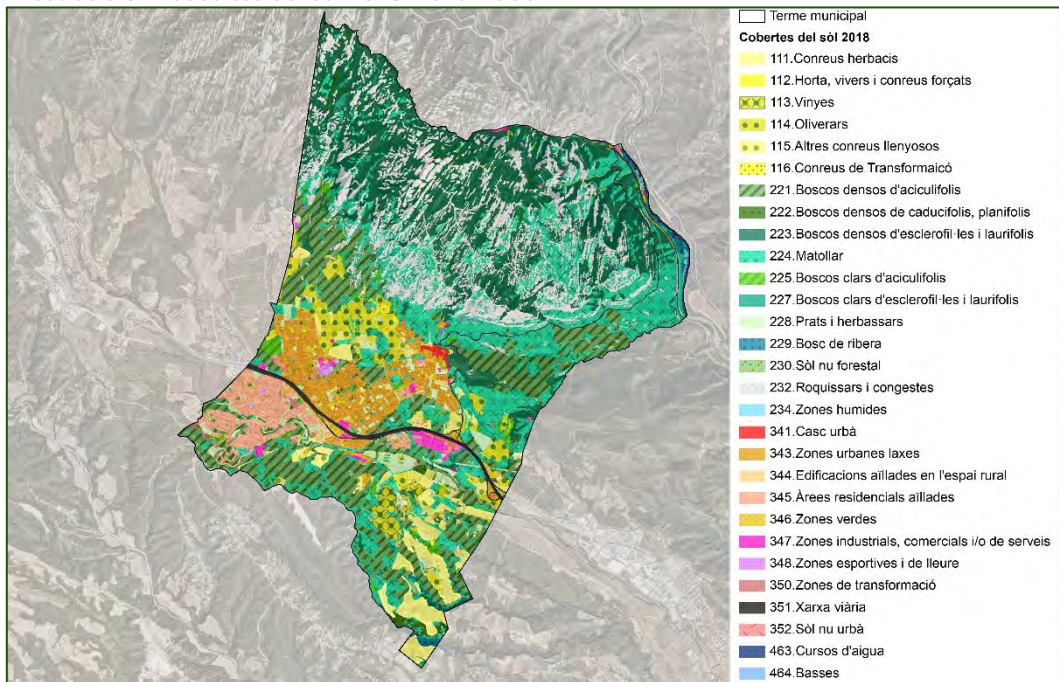 Terme municipal
Cobertes del sòl 2018
111.Conreus herbacis
112.Horta, vivers i conreus forçats
113.Vinyes
114.Oliverars
115.Altres conreus llenyosos
116.Conreus de Transformaició
221.Boscos densos d'aciculifolis
222.Boscos densos de caducifolis, planifolis
223.Boscos densos d'esclerofil·les i laurifolis
224.Matollar
225.Boscos clars d'aciculifolis
227.Boscos clars d'esclerofil·les i laurifolis
228.Prats i herbassars
229.Bosc de ribera
230.Sòl nu forestal
232.Roquissars i congestes
234.Zones humides
341.Casc urbà
343.Zones urbanes laxes
344.Edificacions aïllades en l'espai rural
345.Àrees residencials aïllades
346.Zones verdes
347.Zones industrials, comercials i/o de serveis
348.Zones esportives i de lleure
350.Zones de transformació
351.Xarxa viària
352.Sòl nu urbà
463.Cursos d'aigua
464.Basses